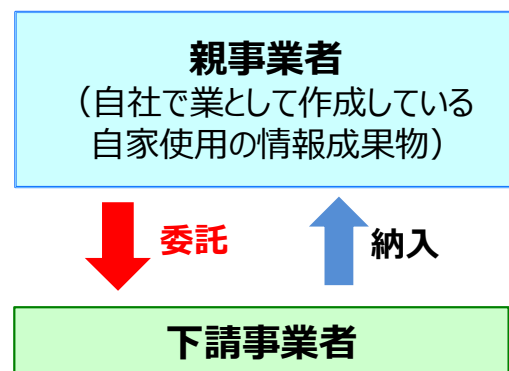 親事業者
（自社で業として作成している
自家使用の情報成果物）
委託
納入
下請事業者